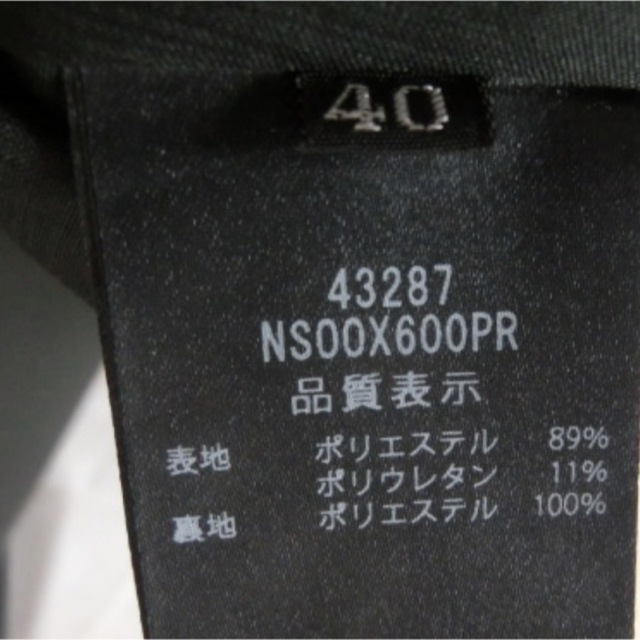 40
43287
NS00X600PR
品質表示
表地 ポリエステル 89%
ポリウレタン 11%
裏地 ポリエステル 100%